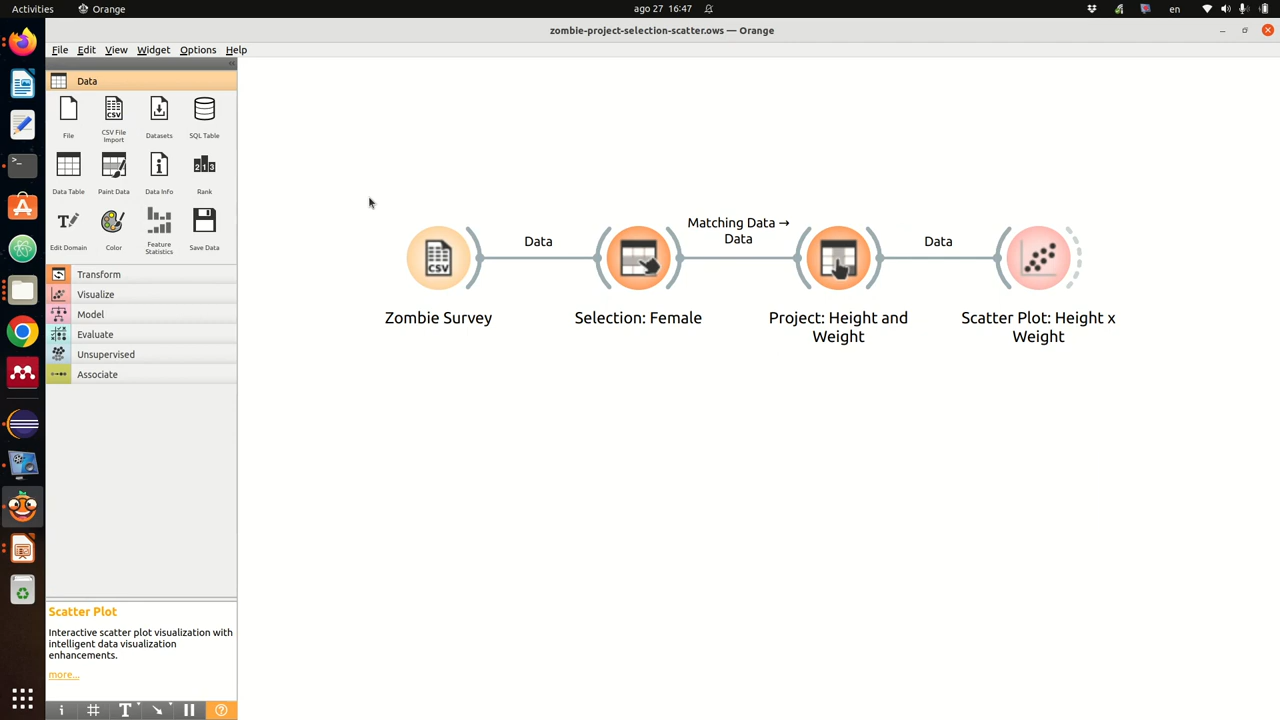 Activities
Orange
ago 27 16:47
en
zombie-project-selection-scatter.ows — Orange
File Edit View Widget Options Help
Data
File
CSV File
Import
Datasets
SQL Table
Data Table
Paint Data
Data Info
Rank
Edit Domain
Color
Feature
Statistics
Save Data
Transform
Visualize
Model
Evaluate
Unsupervised
Associate
Data
Matching Data →
Data
Data
CSV
Zombie Survey
Selection: Female
Project: Height and
Weight
Scatter Plot: Height x
Weight
Scatter Plot
Interactive scatter plot visualization with
intelligent data visualization
enhancements.
more...